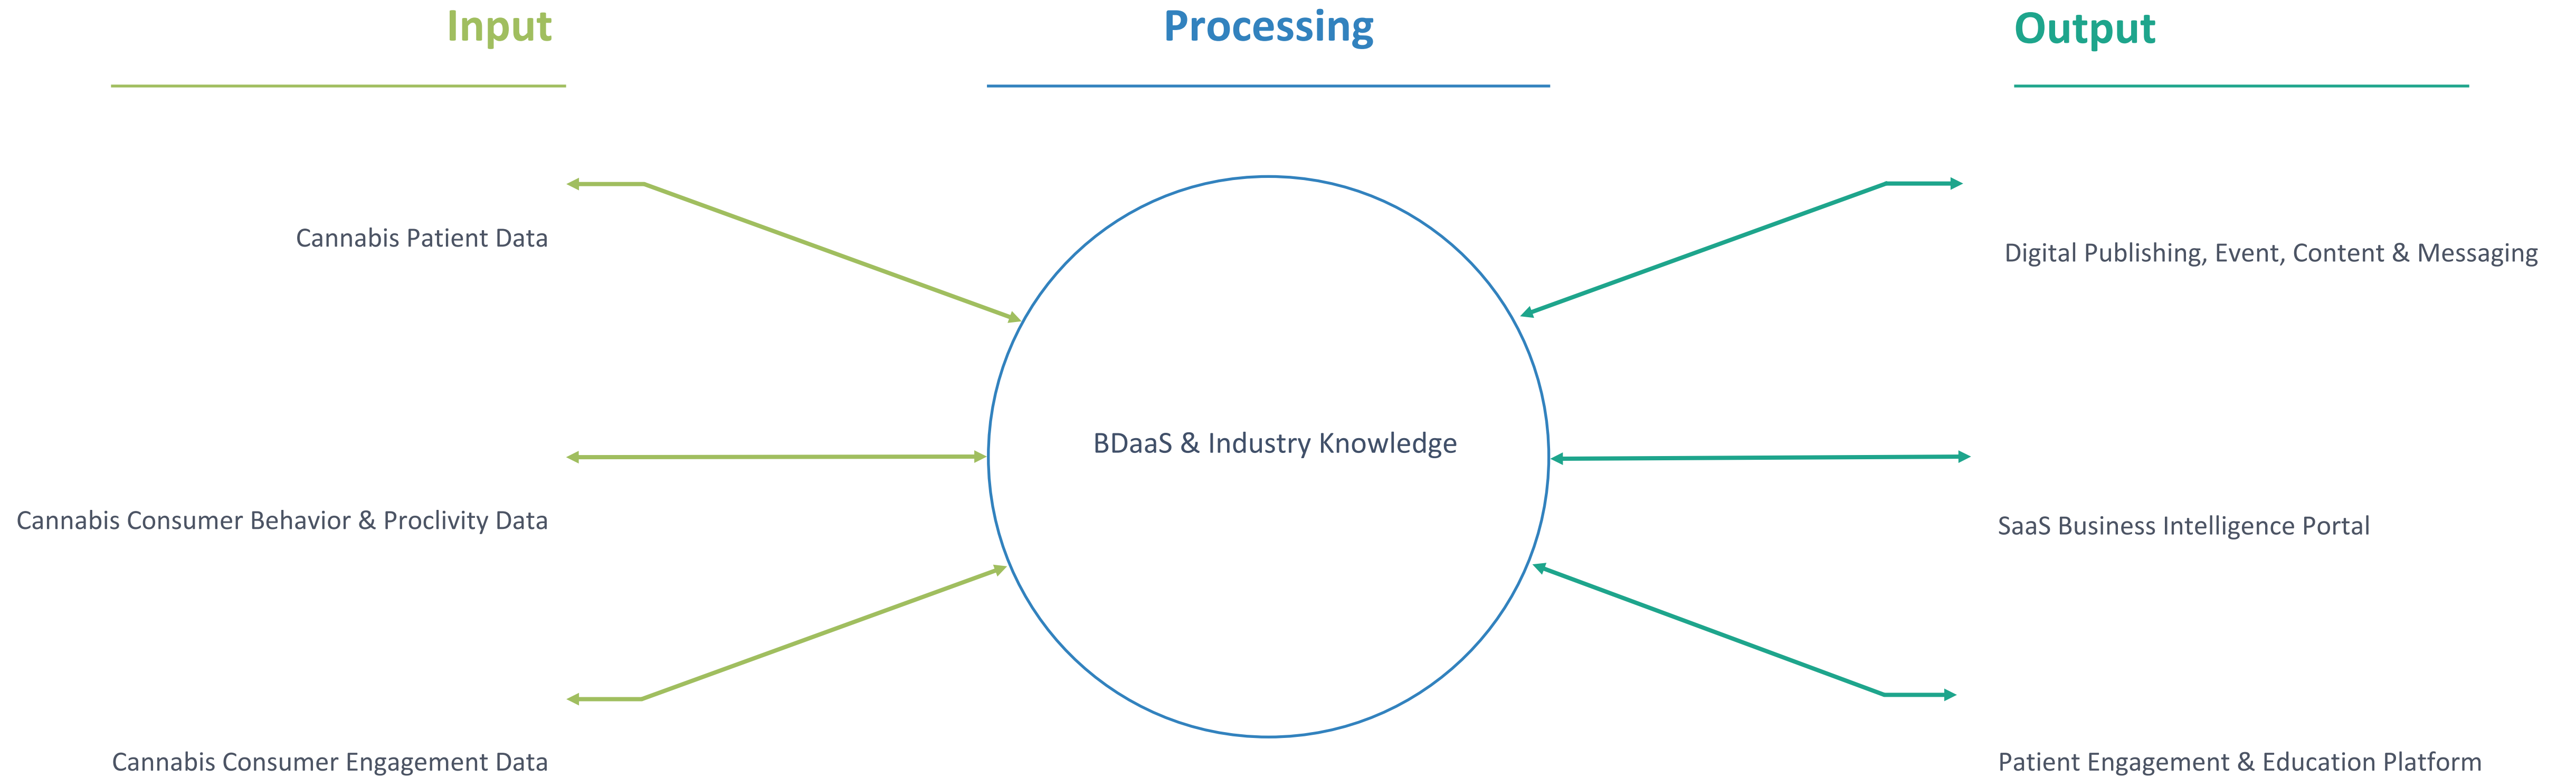 Input
Processing
Output
Cannabis Patient Data
Digital Publishing, Event, Content & Messaging
BDaaS & Industry Knowledge
Cannabis Consumer Behavior & Proclivity Data
SaaS Business Intelligence Portal
Cannabis Consumer Engagement Data
Patient Engagement & Education Platform